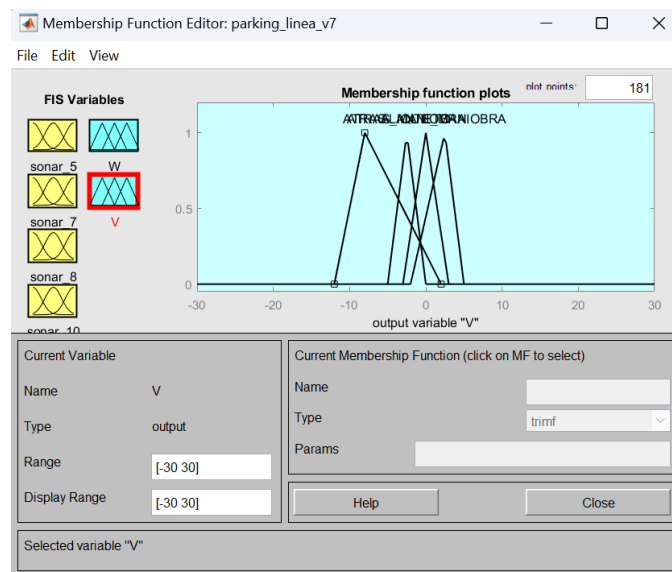 Membership Function Editor: parking_linea_v7
File Edit View
FIS Variables
sonar_5
W
sonar_7
V
sonar_8
sonar_10
Membership function plots
plot points:
181
1
0.5
0
-30 -20 -10 0 10 20 30
output variable "V"
Current Variable
Name V
Type output
Range [-30 30]
Display Range [-30 30]
Current Membership Function (click on MF to select)
Name
Type trimf
Params
Help
Close
Selected variable "V"